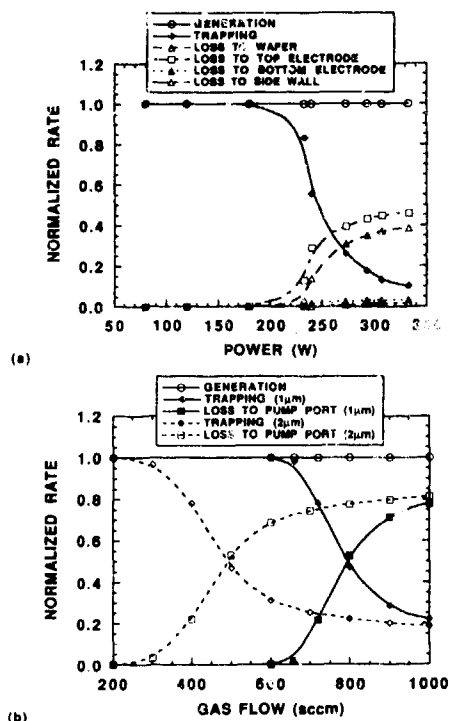 GENERATION
TRAPPING
LOSS TO WAFER
LOSS TO TOP ELECTRODE
LOSS TO BOTTOM ELECTRODE
LOSS TO SIDE WALL
1.2
1.0
0.8
0.6
0.4
0.2
0.0
NORMALIZED RATE
50 100 150 200 250 300
POWER (W)
(a)
GENERATION
TRAPPING (1µm)
LOSS TO PUMP PORT (1µm)
TRAPPING (2µm)
LOSS TO PUMP PORT (2µm)
1.2
1.0
0.8
0.6
0.4
0.2
0.0
NORMALIZED RATE
200 400 600 800 1000
GAS FLOW (sccm)
(b)